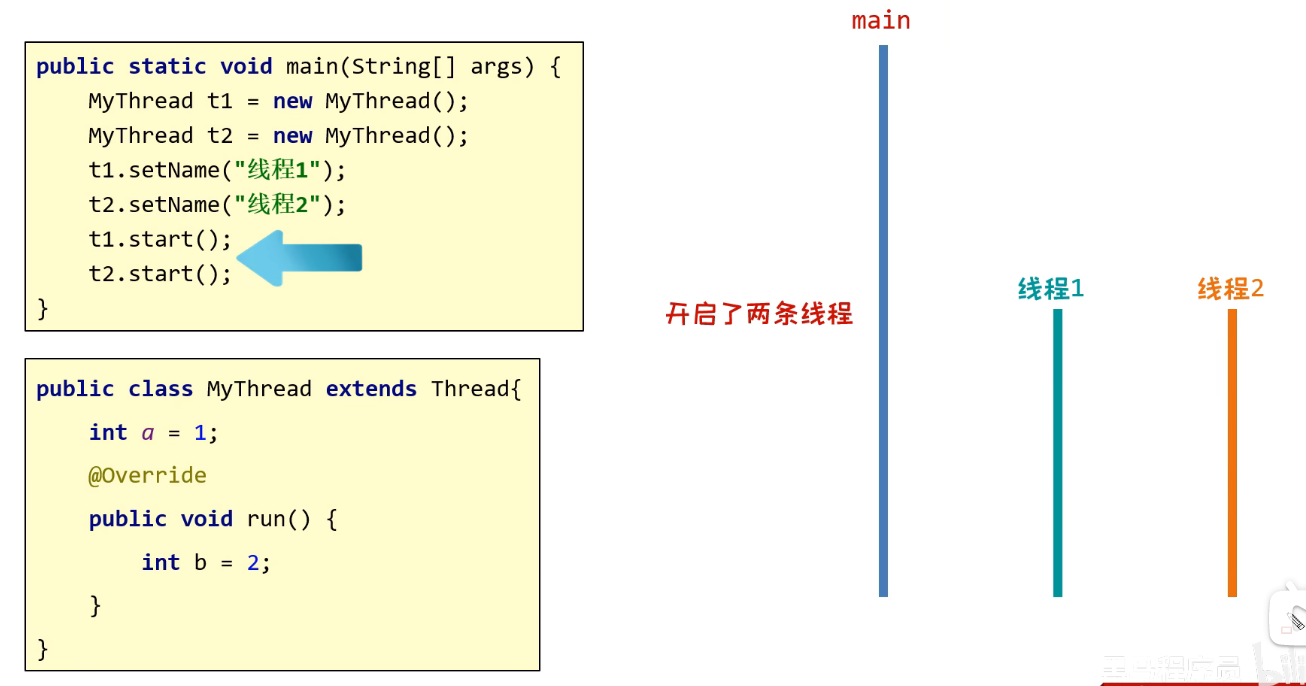 public static void main(String[] args) {
MyThread t1 = new MyThread();
MyThread t2 = new MyThread();
t1.setName("线程1");
t2.setName("线程2");
t1.start();
t2.start();
}
public class MyThread extends Thread{
int a = 1;
@Override
public void run() {
int b = 2;
}
}
main
开启了两条线程
线程1
线程2